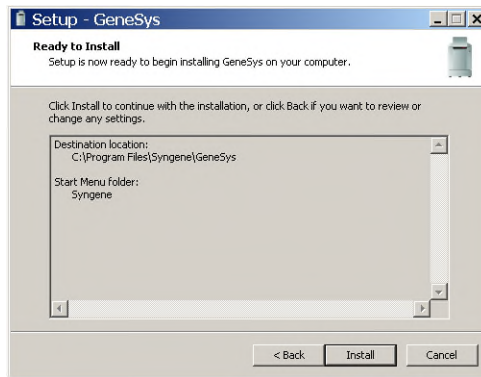 Setup - GeneSys
Ready to Install
Setup is now ready to begin installing GeneSys on your computer.
Click Install to continue with the installation, or click Back if you want to review or
change any settings.
Destination location:
C:\Program Files\Syngene\GeneSys
Start Menu folder:
Syngene
< Back
Install
Cancel